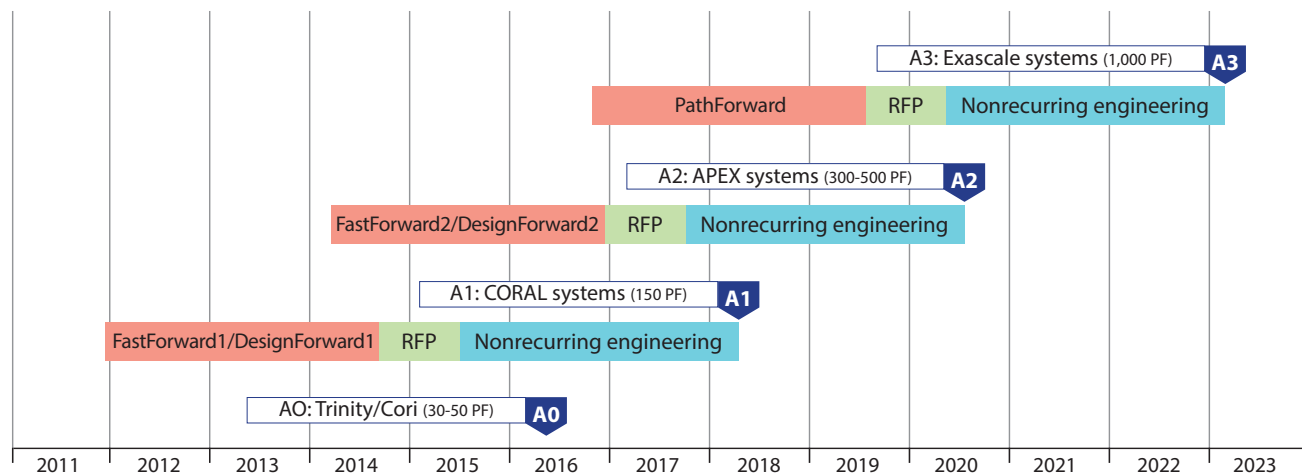 A3: Exascale systems (1,000 PF) A3
PathForward RFP Nonrecurring engineering
A2: APEX systems (300-500 PF) A2
FastForward2/DesignForward2 RFP Nonrecurring engineering
A1: CORAL systems (150 PF) A1
FastForward1/DesignForward1 RFP Nonrecurring engineering
AO: Trinity/Cori (30-50 PF) A0
2011 2012 2013 2014 2015 2016 2017 2018 2019 2020 2021 2022 2023